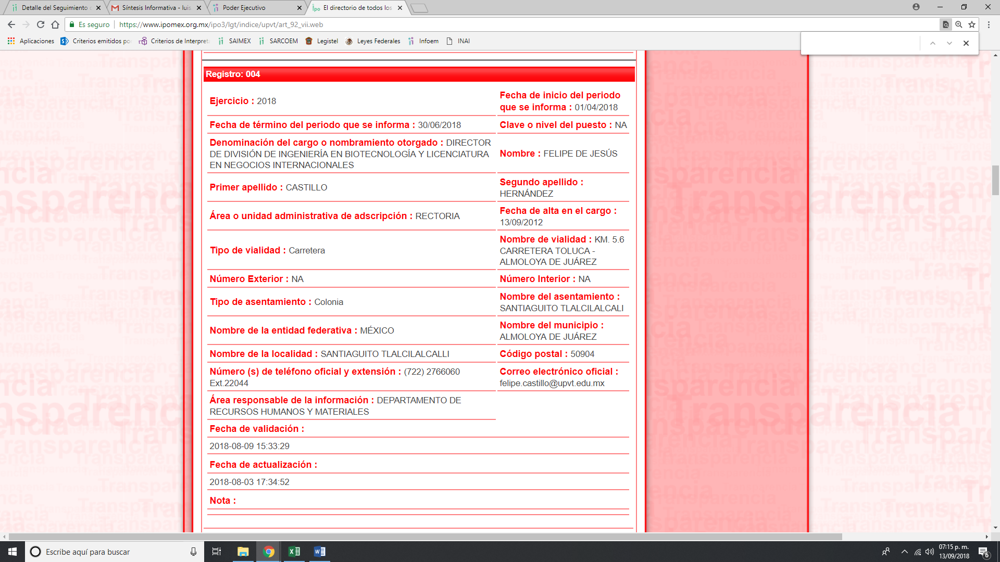 Detalle del Seguimiento
Síntesis Informativa - luis
Poder Ejecutivo
El directorio de todos los
Es seguro
https://www.ipomex.org.mx/ipo3/lgt/indice/upvt/art_92_vii.web
Aplicaciones
Criterios emitidos po
Criterios de Interpret
SAIMEX
SARCOEM
Legistel
Leyes Federales
Infoem
INAI
Registro: 004
Ejercicio : 2018
Fecha de inicio del periodo
que se informa : 01/04/2018
Fecha de término del periodo que se informa : 30/06/2018
Clave o nivel del puesto : NA
Denominación del cargo o nombramiento otorgado : DIRECTOR
DE DIVISIÓN DE INGENIERÍA EN BIOTECNOLOGÍA Y LICENCIATURA
EN NEGOCIOS INTERNACIONALES
Nombre : FELIPE DE JESÚS
Primer apellido : CASTILLO
Segundo apellido :
HERNÁNDEZ
Área o unidad administrativa de adscripción : RECTORIA
Fecha de alta en el cargo :
13/09/2012
Tipo de vialidad : Carretera
Nombre de vialidad : KM. 5.6
CARRETERA TOLUCA -
ALMOLOYA DE JUÁREZ
Número Exterior : NA
Número Interior : NA
Tipo de asentamiento : Colonia
Nombre del asentamiento :
SANTIAGUITO TLALCILALCALI
Nombre de la entidad federativa : MÉXICO
Nombre del municipio :
ALMOLOYA DE JUÁREZ
Nombre de la localidad : SANTIAGUITO TLALCILALCALLI
Código postal : 50904
Número (s) de teléfono oficial y extensión : (722) 2766060
Ext.22044
Correo electrónico oficial :
felipe.castillo@upvt.edu.mx
Área responsable de la información : DEPARTAMENTO DE
RECURSOS HUMANOS Y MATERIALES
Fecha de validación :
2018-08-09 15:33:29
Fecha de actualización :
2018-08-03 17:34:52
Nota :
Transparencia
Escribe aquí para buscar
07:15 p. m.
13/09/2018
6